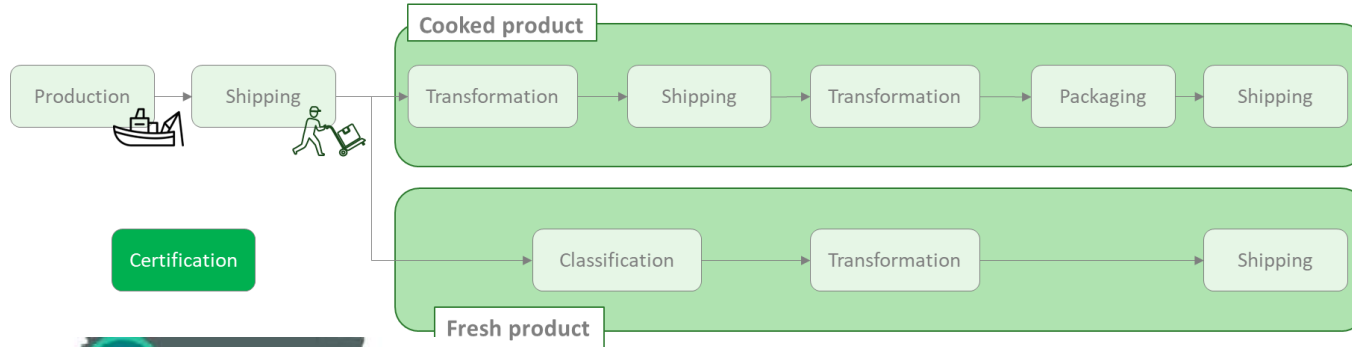 Cooked product
Production
Shipping
Transformation
Shipping
Transformation
Packaging
Shipping
Certification
Classification
Transformation
Shipping
Fresh product